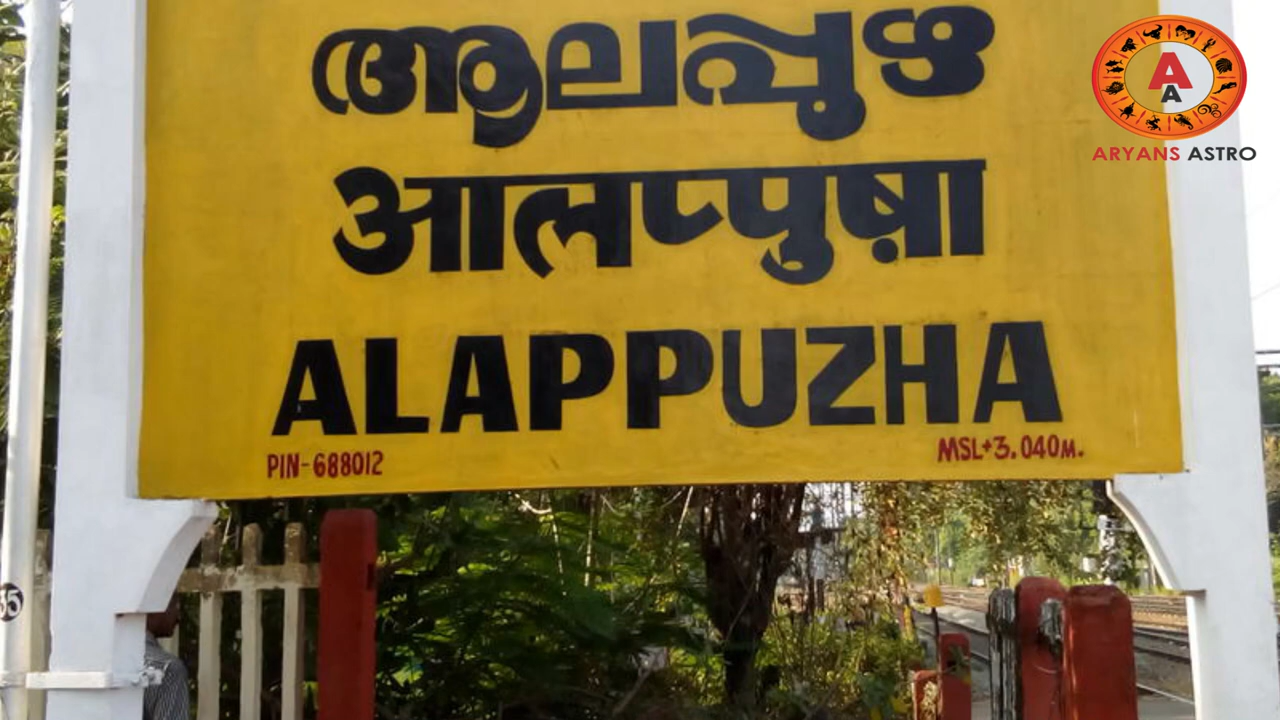 ആലപ്പുഴ
आलप्पुष़ा
ALAPPUZHA
PIN-688012
MSL+3.040M.
A
A
ARYANS ASTRO